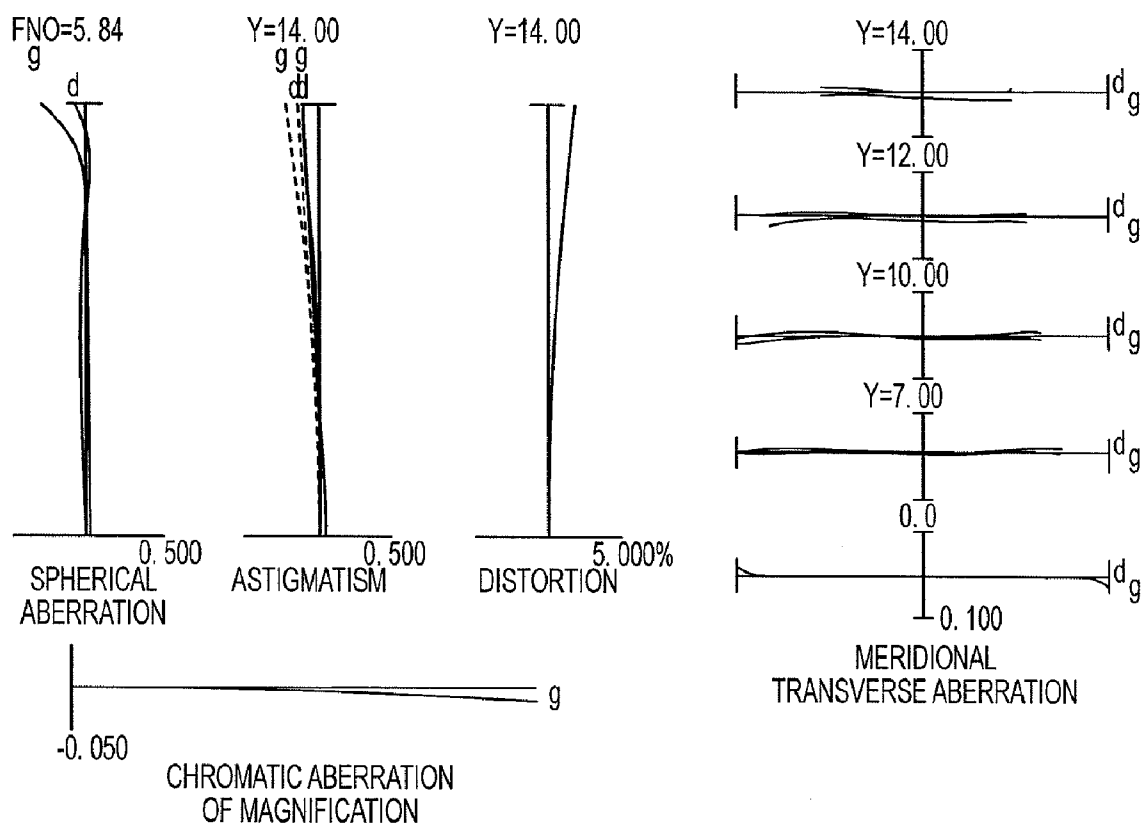 FNO=5.84
g
d
0.500
SPHERICAL
ABERRATION
Y=14.00
g g
d d
0.500
ASTIGMATISM
Y=14.00
5.000%
DISTORTION
g
-0.050
CHROMATIC ABERRATION
OF MAGNIFICATION
Y=14.00
d g
Y=12.00
d g
Y=10.00
d g
Y=7.00
d g
0.0
d g
0.100
MERIDIONAL
TRANSVERSE ABERRATION